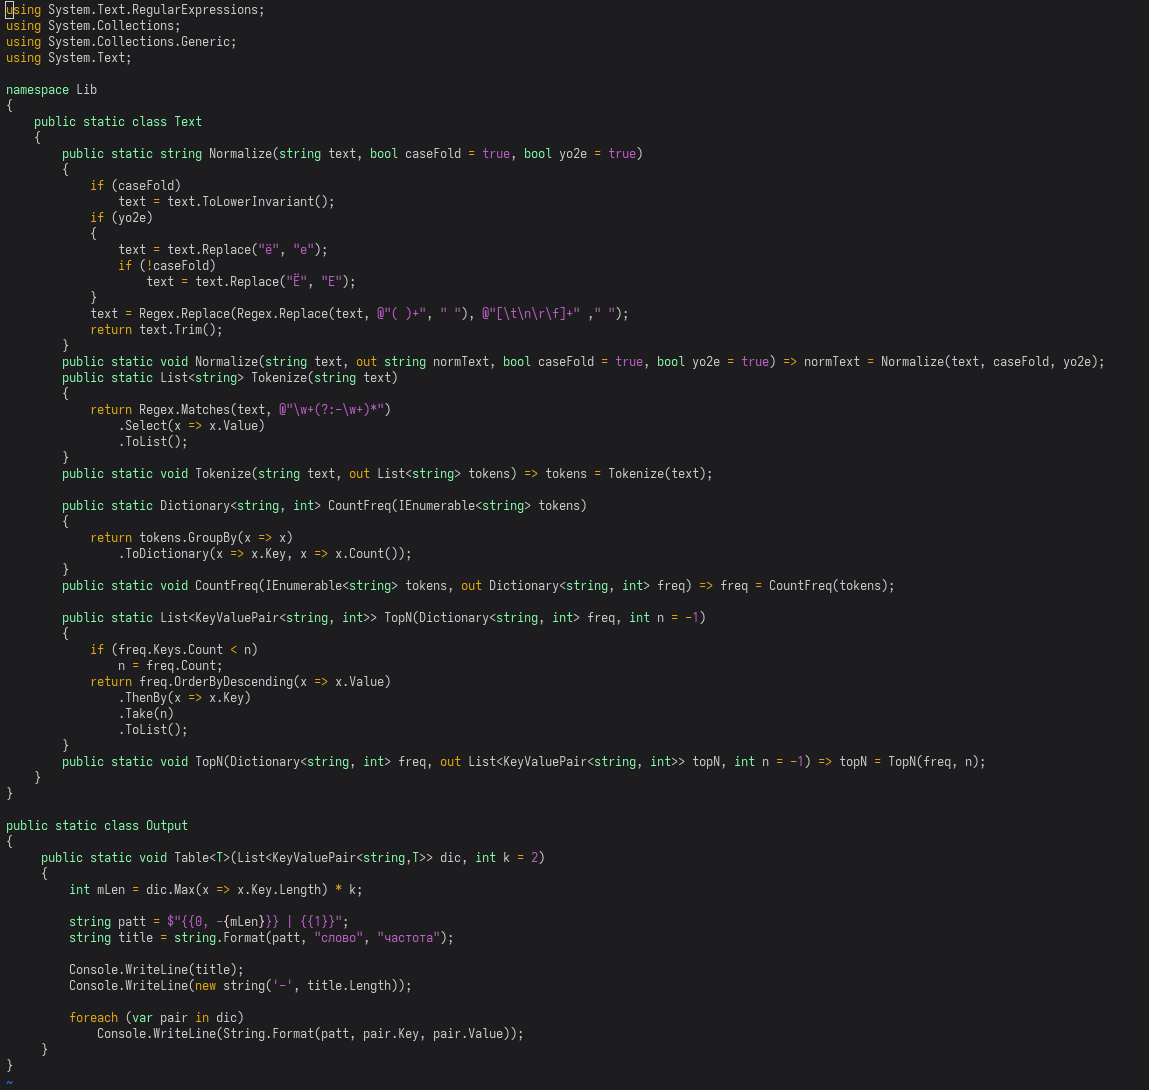 using System.Text.RegularExpressions;
using System.Collections;
using System.Collections.Generic;
using System.Text;

namespace Lib
{
    public static class Text
    {
        public static string Normalize(string text, bool caseFold = true, bool yo2e = true)
        {
            if (caseFold)
                text = text.ToLowerInvariant();
            if (yo2e)
            {
                text = text.Replace("ё", "е");
                if (!caseFold)
                    text = text.Replace("Ё", "Е");
            }
            text = Regex.Replace(Regex.Replace(text, @"( )+", " "), @"[\t\n\r\f]+" ," ");
            return text.Trim();
        }
        public static void Normalize(string text, out string normText, bool caseFold = true, bool yo2e = true) => normText = Normalize(text, caseFold, yo2e);
        public static List<string> Tokenize(string text)
        {
            return Regex.Matches(text, @"\w+(?:-\w+)*")
                .Select(x => x.Value)
                .ToList();
        }
        public static void Tokenize(string text, out List<string> tokens) => tokens = Tokenize(text);

        public static Dictionary<string, int> CountFreq(IEnumerable<string> tokens)
        {
            return tokens.GroupBy(x => x)
                .ToDictionary(x => x.Key, x => x.Count());
        }
        public static void CountFreq(IEnumerable<string> tokens, out Dictionary<string, int> freq) => freq = CountFreq(tokens);

        public static List<KeyValuePair<string, int>> TopN(Dictionary<string, int> freq, int n = -1)
        {
            if (freq.Keys.Count < n)
                n = freq.Count;
            return freq.OrderByDescending(x => x.Value)
                .ThenBy(x => x.Key)
                .Take(n)
                .ToList();
        }
        public static void TopN(Dictionary<string, int> freq, out List<KeyValuePair<string, int>> topN, int n = -1) => topN = TopN(freq, n);
    }
}

public static class Output
{
     public static void Table<T>(List<KeyValuePair<string,T>> dic, int k = 2)
     {
         int mLen = dic.Max(x => x.Key.Length) * k;

         string patt = $"{{0, -{mLen}}} | {{1}}";
         string title = string.Format(patt, "слово", "частота");

         Console.WriteLine(title);
         Console.WriteLine(new string('-', title.Length));

         foreach (var pair in dic)
             Console.WriteLine(String.Format(patt, pair.Key, pair.Value));
     }
}
~